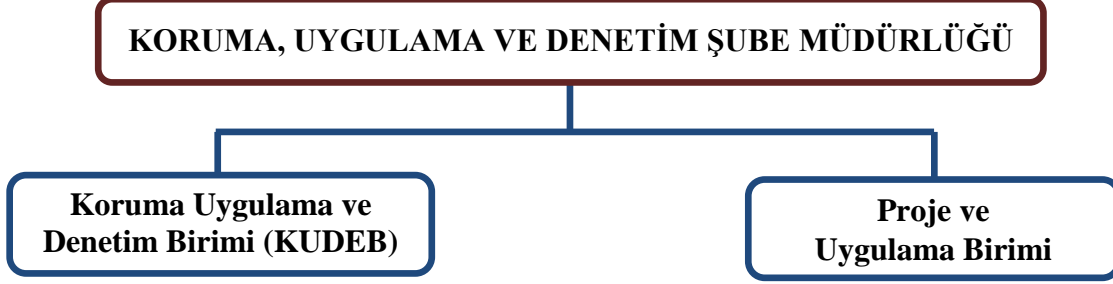 KORUMA, UYGULAMA VE DENETİM ŞUBE MÜDÜRLÜĞÜ
Koruma Uygulama ve
Denetim Birimi (KUDEB)
Proje ve
Uygulama Birimi